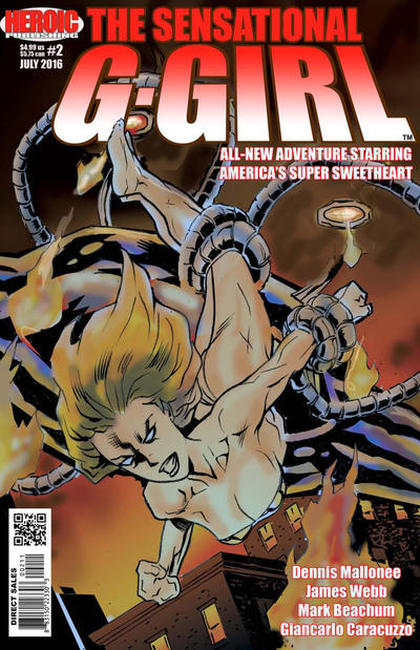 HEROIC
PUBLISHING
$4.99 us
$5.75 can
#2
JULY 2016
THE SENSATIONAL
G-GIRL
TM
ALL-NEW ADVENTURE STARRING
AMERICA'S SUPER SWEETHEART
DIRECT SALES
00211
Dennis Mallonee
James Webb
Mark Beachum
Giancarlo Caracuzzo